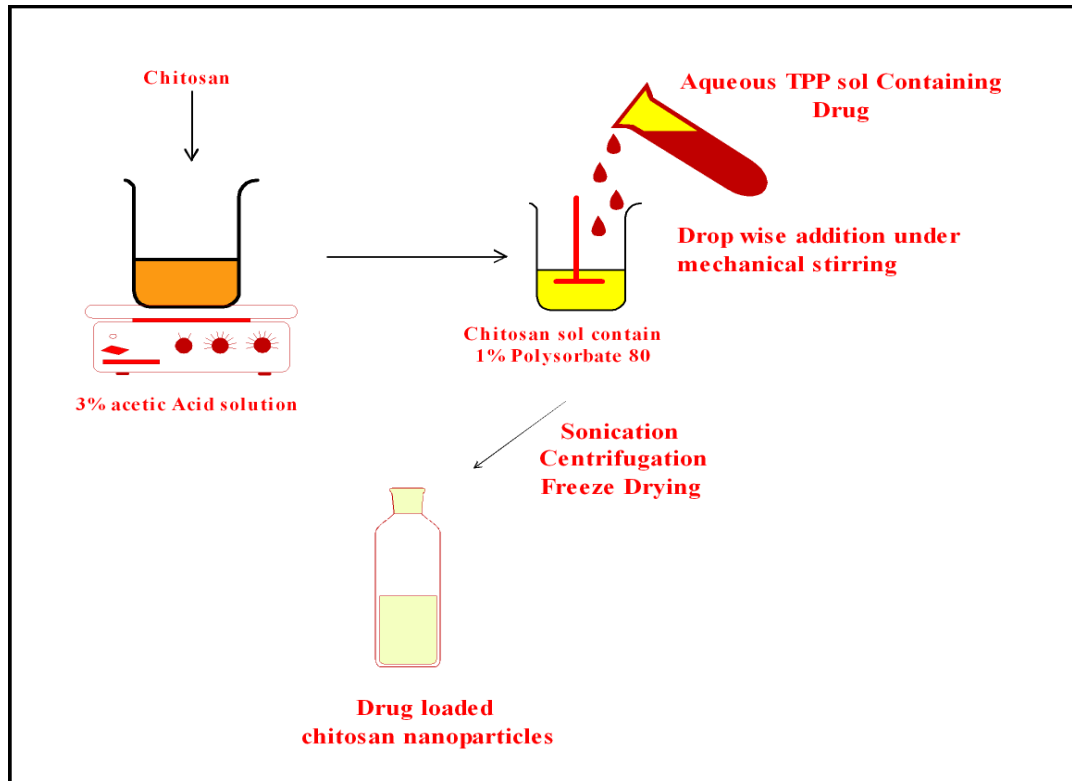 Chitosan
3% acetic Acid solution
Aqueous TPP sol Containing
Drug
Drop wise addition under
mechanical stirring
Chitosan sol contain
1% Polysorbate 80
Sonication
Centrifugation
Freeze Drying
Drug loaded
chitosan nanoparticles